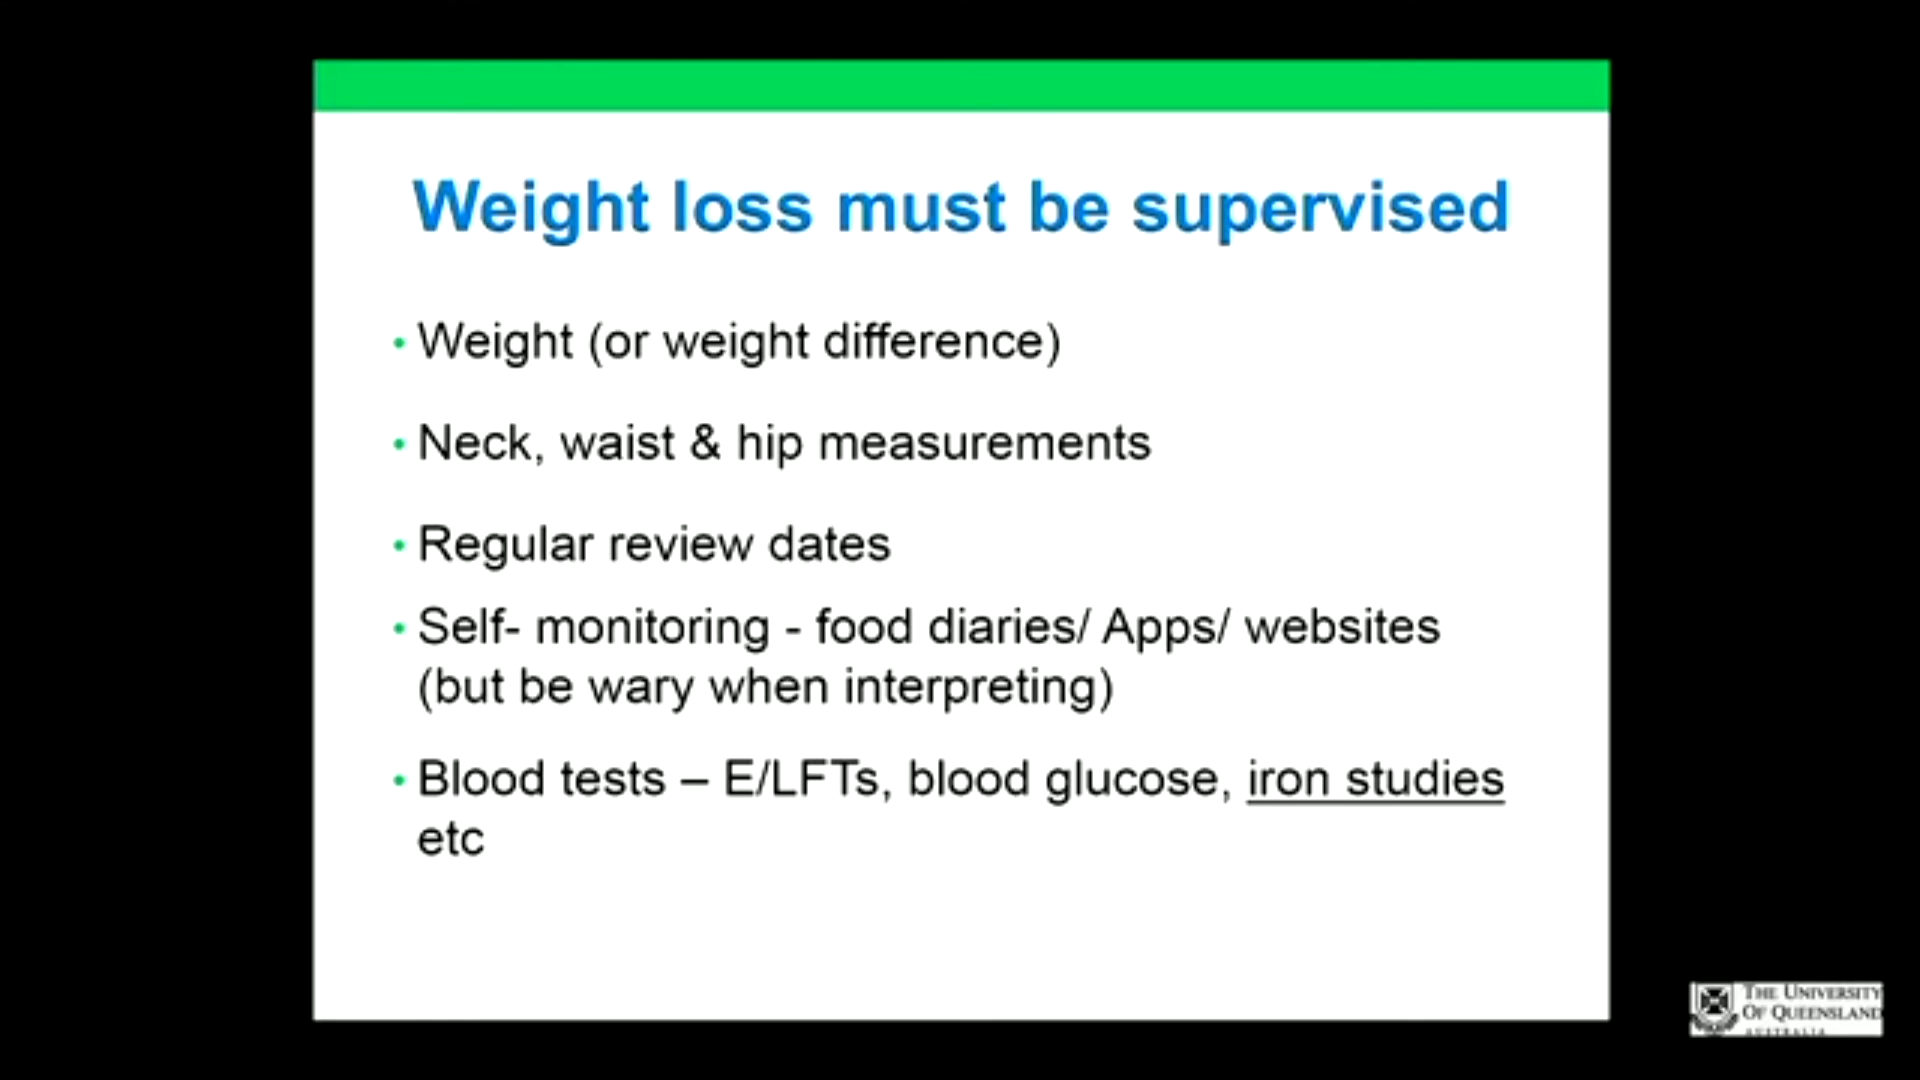 Weight loss must be supervised
• Weight (or weight difference)
• Neck, waist & hip measurements
• Regular review dates
• Self- monitoring - food diaries/ Apps/ websites
(but be wary when interpreting)
• Blood tests – E/LFTs, blood glucose, iron studies
etc
THE UNIVERSITY
OF QUEENSLAND
AUSTRALIA